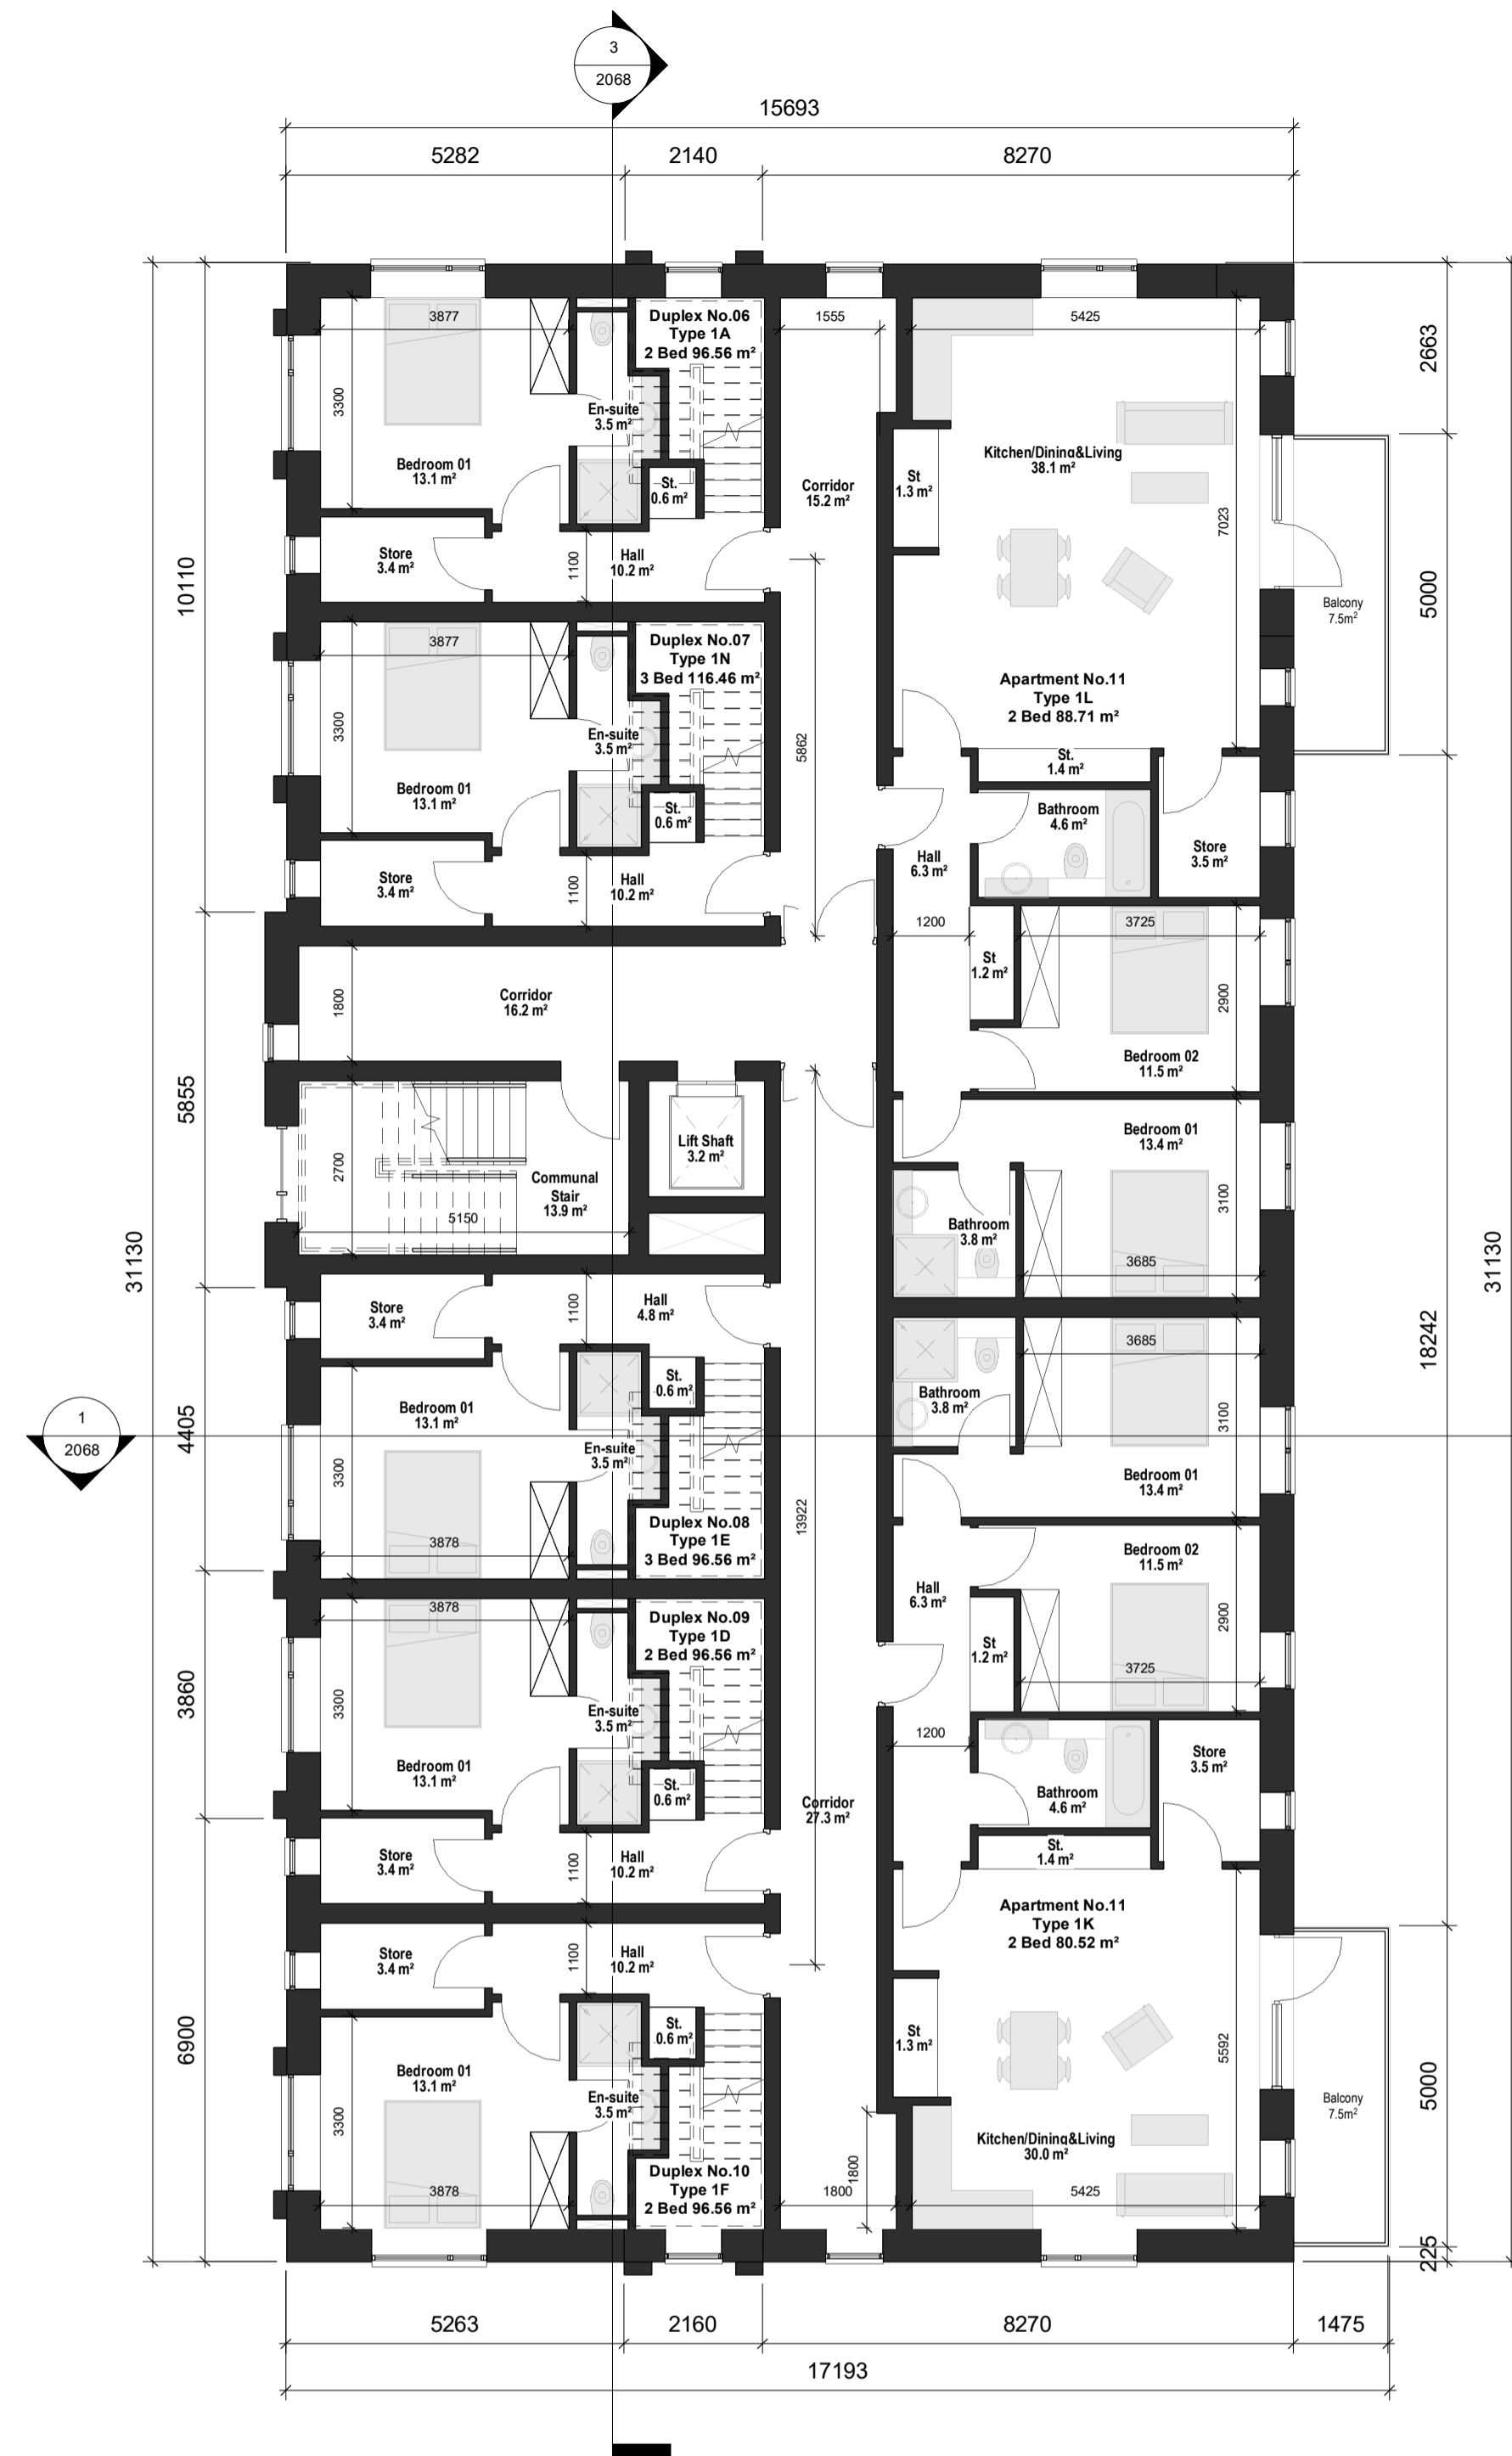 3
2068
15693
5282
2140
8270
3877
Duplex No.06
Type 1A
2 Bed 96.56 m²
1555
5425
2663
3300
En-suite
3.5 m²
Bedroom 01
13.1 m²
St.
0.6 m²
Corridor
15.2 m²
St
1.3 m²
Kitchen/Dining&Living
38.1 m²
7023
Store
3.4 m²
1100
Hall
10.2 m²
10110
5000
Balcony
7.5m²
3877
Duplex No.07
Type 1N
3 Bed 116.46 m²
Apartment No.11
Type 1L
2 Bed 88.71 m²
3300
En-suite
3.5 m²
5862
St.
1.4 m²
Bedroom 01
13.1 m²
St.
0.6 m²
Bathroom
4.6 m²
Store
3.5 m²
Store
3.4 m²
1100
Hall
10.2 m²
Hall
6.3 m²
1200
3725
St
1.2 m²
2900
1800
Corridor
16.2 m²
Bedroom 02
11.5 m²
5855
Bedroom 01
13.4 m²
2700
Communal
Stair
13.9 m²
5150
Lift Shaft
3.2 m²
Bathroom
3.8 m²
3100
3685
31130
31130
Store
3.4 m²
1100
Hall
4.8 m²
18242
3685
St.
0.6 m²
Bathroom
3.8 m²
3100
1
2068
4405
Bedroom 01
13.1 m²
3300
En-suite
3.5 m²
Bedroom 01
13.4 m²
3878
Duplex No.08
Type 1E
3 Bed 96.56 m²
13922
Bedroom 02
11.5 m²
3878
Duplex No.09
Type 1D
2 Bed 96.56 m²
Hall
6.3 m²
2900
St
1.2 m²
3725
3860
3300
En-suite
3.5 m²
1200
Bedroom 01
13.1 m²
St.
0.6 m²
Corridor
27.3 m²
Bathroom
4.6 m²
Store
3.5 m²
Store
3.4 m²
1100
Hall
10.2 m²
St.
1.4 m²
Apartment No.11
Type 1K
2 Bed 80.52 m²
Store
3.4 m²
1100
Hall
10.2 m²
6900
St.
0.6 m²
St
1.3 m²
5592
Bedroom 01
13.1 m²
En-suite
3.5 m²
3300
5000
Balcony
7.5m²
Kitchen/Dining&Living
30.0 m²
Duplex No.10
Type 1F
2 Bed 96.56 m²
3878
1800
1800
5425
225
5263
2160
8270
1475
17193